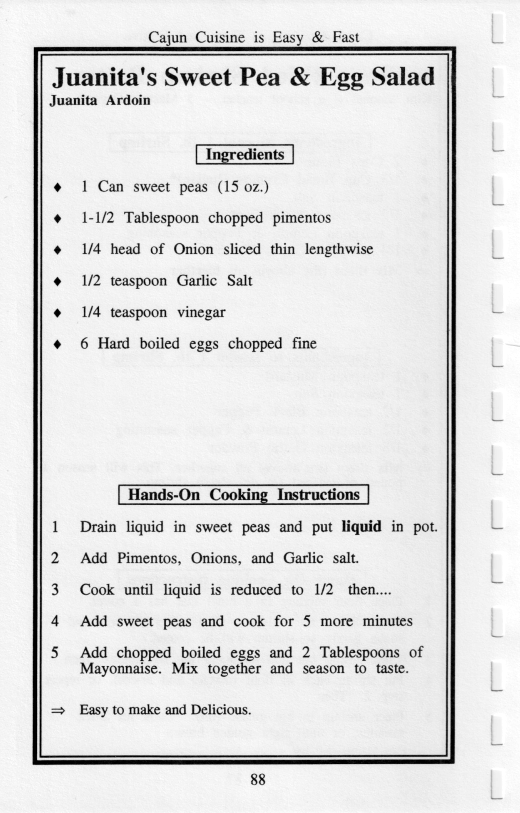 Cajun Cuisine is Easy & Fast
Juanita's Sweet Pea & Egg Salad
Juanita Ardoin
Ingredients
♦ 1 Can sweet peas (15 oz.)
♦ 1-1/2 Tablespoon chopped pimentos
♦ 1/4 head of Onion sliced thin lengthwise
♦ 1/2 teaspoon Garlic Salt
♦ 1/4 teaspoon vinegar
♦ 6 Hard boiled eggs chopped fine
Hands-On Cooking Instructions
1 Drain liquid in sweet peas and put liquid in pot.
2 Add Pimentos, Onions, and Garlic salt.
3 Cook until liquid is reduced to 1/2 then....
4 Add sweet peas and cook for 5 more minutes
5 Add chopped boiled eggs and 2 Tablespoons of
Mayonnaise. Mix together and season to taste.
⇒ Easy to make and Delicious.
88